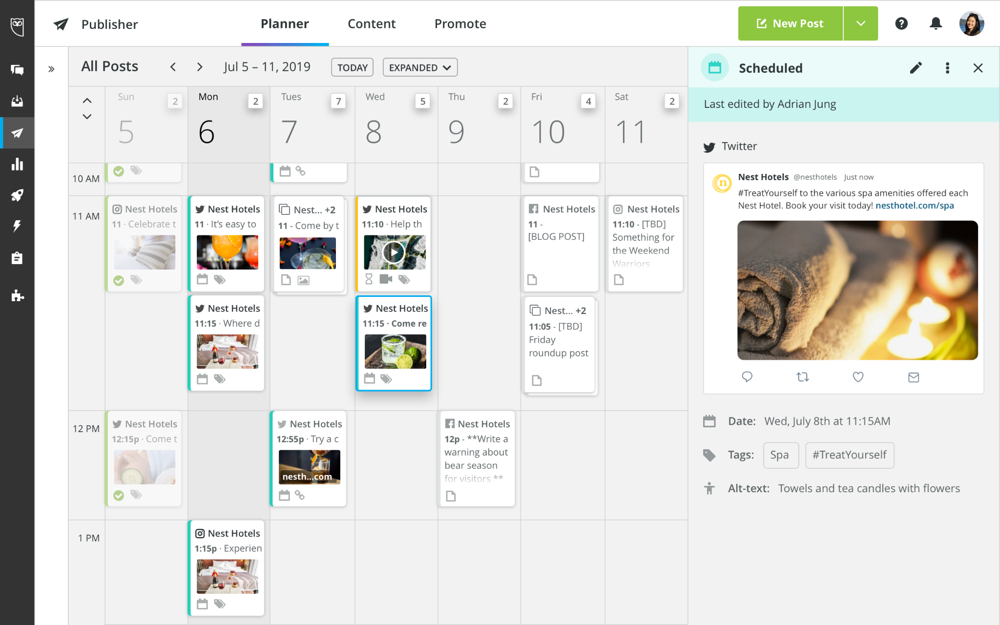 Publisher
Planner
Content
Promote
New Post
All Posts
Jul 5 – 11, 2019
TODAY
EXPANDED
Sun
2
5
Mon
2
6
Tues
7
7
Wed
5
8
Thu
2
9
Fri
4
10
Sat
2
11
10 AM
11 AM
Nest Hotels
11 · Celebrate t
Nest Hotels
11 · It's easy to
Nest Hotels
11:15 · Where d
Nest... +2
11 - Come by t
Nest Hotels
11:10 · Help th
Nest Hotels
11:15 · Come re
Nest Hotels
11 -
[BLOG POST]
Nest... +2
11:05 - [TBD]
Friday
roundup post
Nest Hotels
11:10 - [TBD]
Something for
the Weekend
Warriors
12 PM
Nest Hotels
12:15p · Come t
Nest Hotels
12:55p · Try a c
nesth...com
Nest Hotels
12p - **Write a
warning about
bear season
for visitors **
1 PM
Nest Hotels
1:15p · Experien
Scheduled
Last edited by Adrian Jung
Twitter
n
Nest Hotels @nesthotels Just now
#TreatYourself to the various spa amenities offered each
Nest Hotel. Book your visit today! nesthotel.com/spa
Date: Wed, July 8th at 11:15AM
Tags: Spa #TreatYourself
Alt-text: Towels and tea candles with flowers